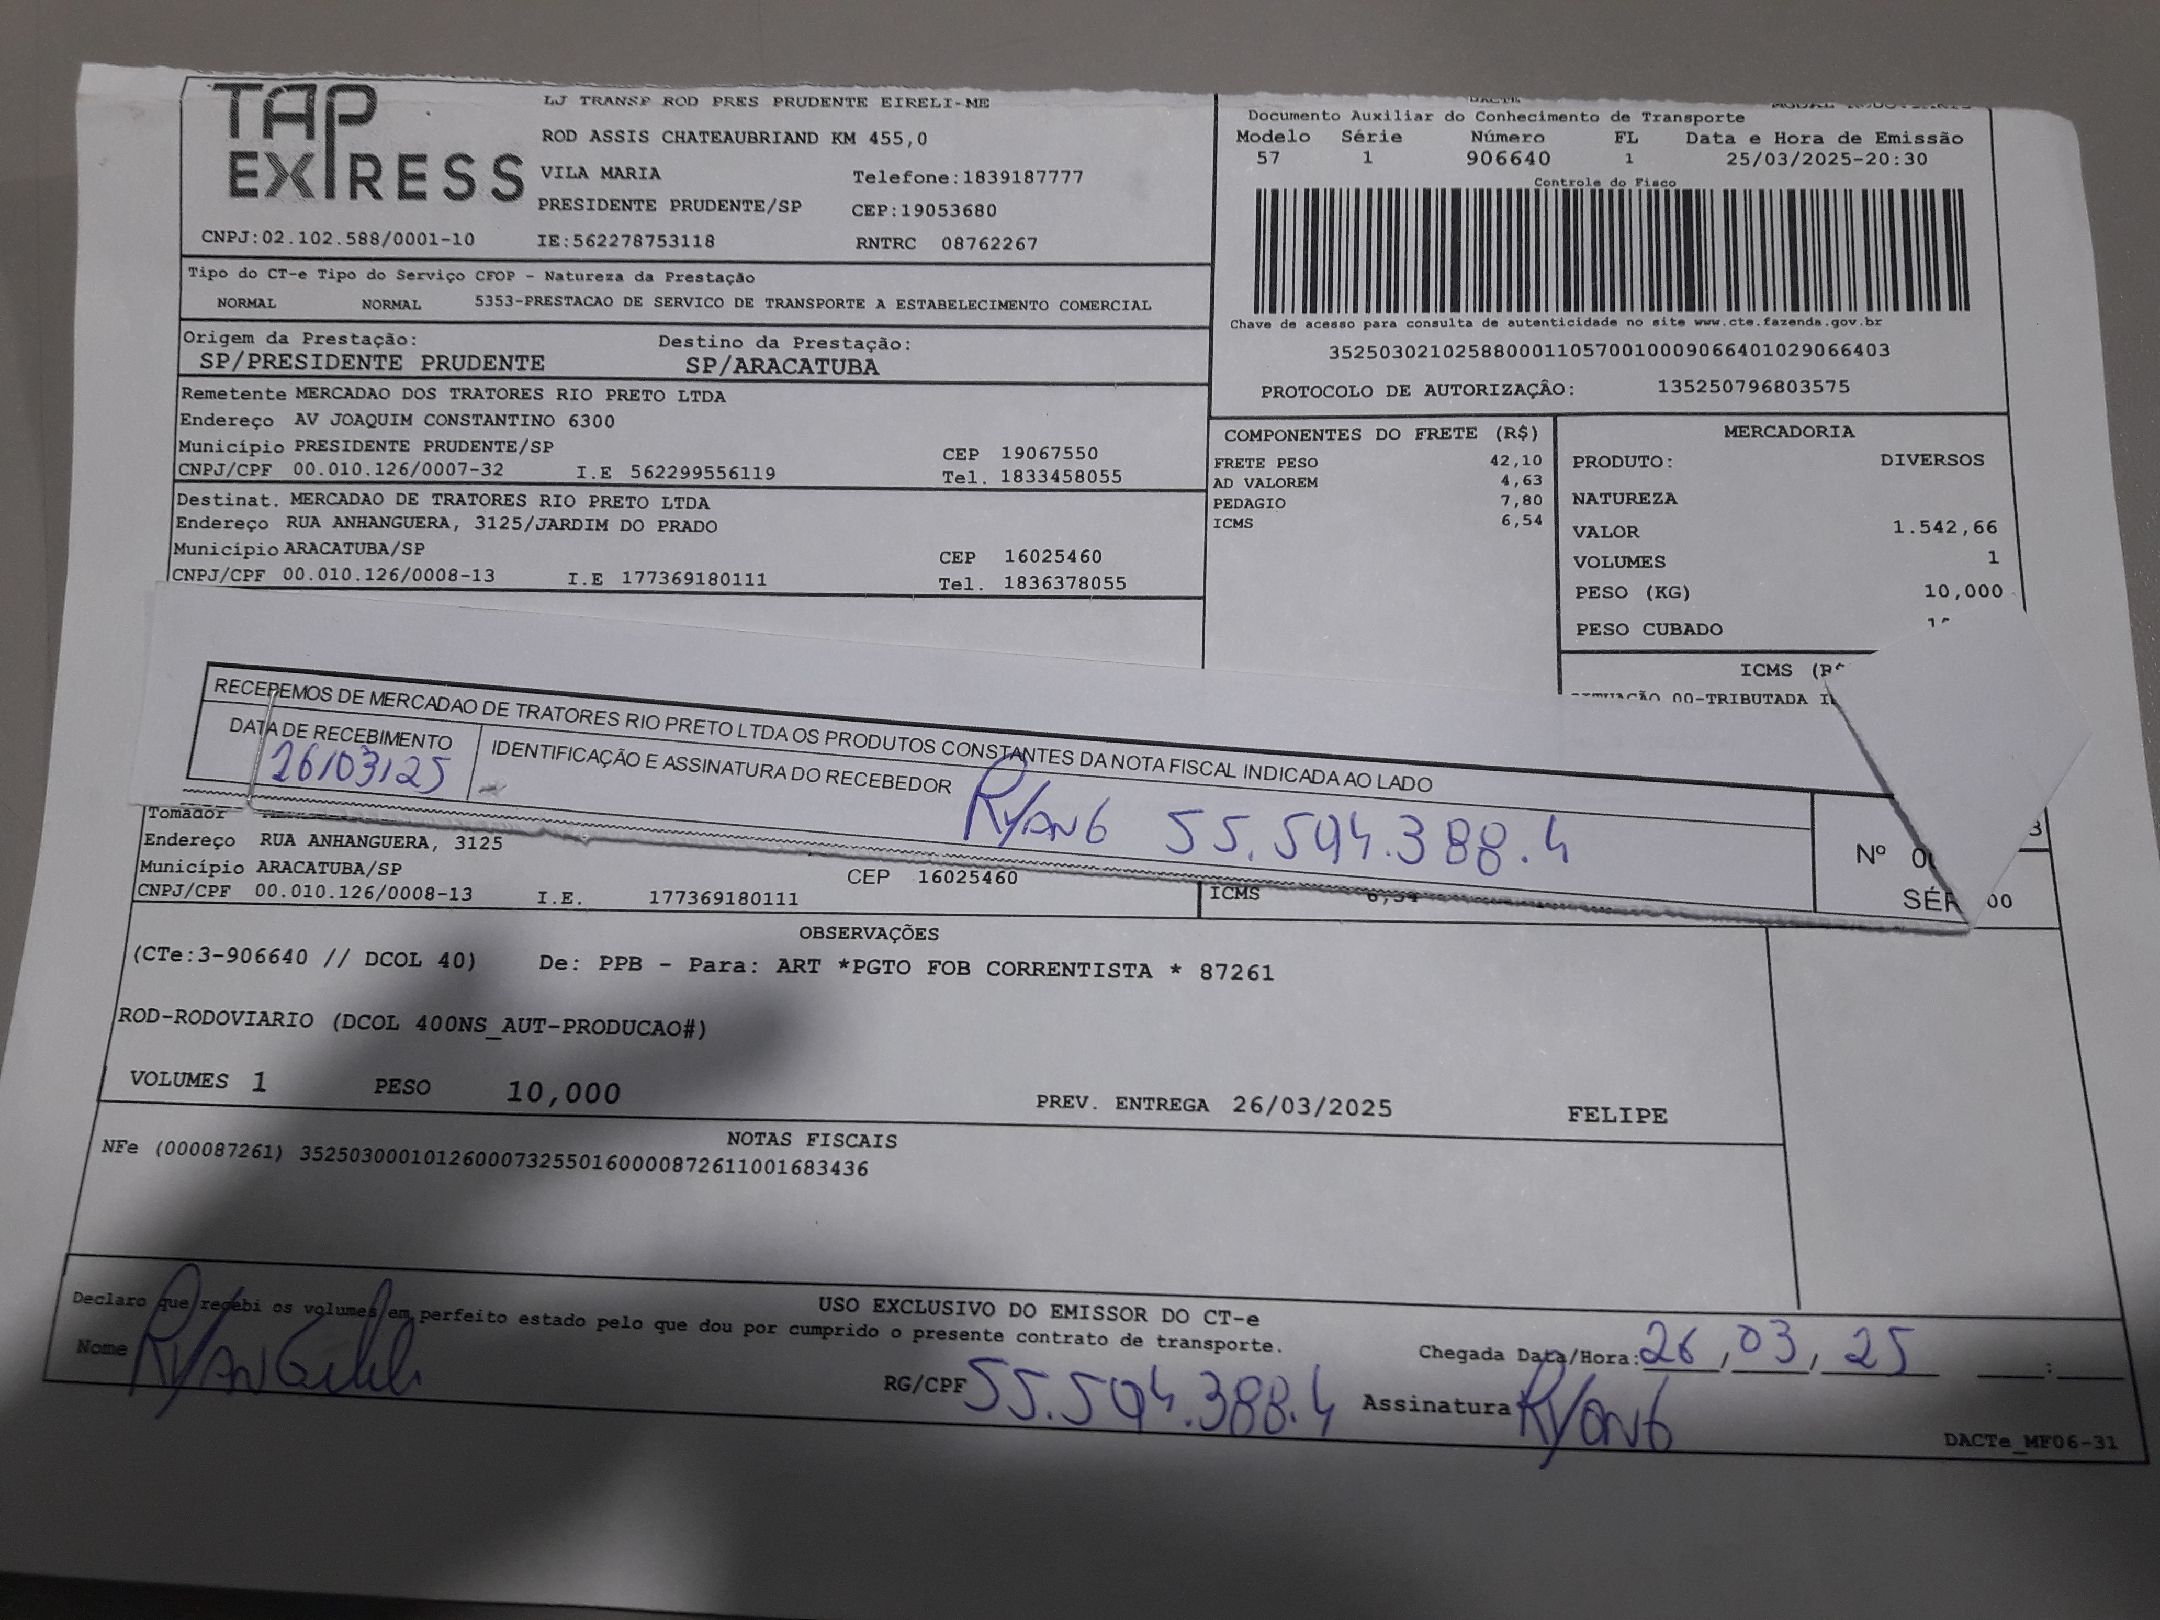 TAP
EXPRESS
LJ TRANSP ROD PRES PRUDENTE EIRELI-ME
ROD ASSIS CHATEAUBRIAND KM 455,0
VILA MARIA Telefone:1839187777
PRESIDENTE PRUDENTE/SP CEP:19053680
CNPJ:02.102.588/0001-10 IE:562278753118 RNTRC 08762267
Tipo do CT-e Tipo do Serviço CFOP - Natureza da Prestação
NORMAL NORMAL 5353-PRESTACAO DE SERVICO DE TRANSPORTE A ESTABELECIMENTO COMERCIAL
Origem da Prestação: Destino da Prestação:
SP/PRESIDENTE PRUDENTE SP/ARACATUBA
Remetente MERCADAO DOS TRATORES RIO PRETO LTDA
Endereço AV JOAQUIM CONSTANTINO 6300
Município PRESIDENTE PRUDENTE/SP CEP 19067550
CNPJ/CPF 00.010.126/0007-32 I.E 562299556119 Tel. 1833458055
Destinat. MERCADAO DE TRATORES RIO PRETO LTDA
Endereço RUA ANHANGUERA, 3125/JARDIM DO PRADO
Município ARACATUBA/SP CEP 16025460
CNPJ/CPF 00.010.126/0008-13 I.E 177369180111 Tel. 1836378055
DACTE
Documento Auxiliar do Conhecimento de Transporte
Modelo Série Número FL Data e Hora de Emissão
57 1 906640 1 25/03/2025-20:30
Controle do Fisco
Chave de acesso para consulta de autenticidade no site www.cte.fazenda.gov.br
35250302102588000110570010009066401029066403
PROTOCOLO DE AUTORIZAÇÃO: 135250796803575
COMPONENTES DO FRETE (R$)
FRETE PESO 42,10
AD VALOREM 4,63
PEDAGIO 7,80
ICMS 6,54
MERCADORIA
PRODUTO: DIVERSOS
NATUREZA
VALOR 1.542,66
VOLUMES 1
PESO (KG) 10,000
PESO CUBADO
ICMS (R$
SITUAÇÃO 00-TRIBUTADA
RECEBEMOS DE MERCADAO DE TRATORES RIO PRETO LTDA OS PRODUTOS CONSTANTES DA NOTA FISCAL INDICADA AO LADO
DATA DE RECEBIMENTO IDENTIFICAÇÃO E ASSINATURA DO RECEBEDOR
26/03/25 Ryan G 55.594.388.4
Nº
Tomador
Endereço RUA ANHANGUERA, 3125
Município ARACATUBA/SP CEP 16025460
CNPJ/CPF 00.010.126/0008-13 I.E. 177369180111
ICMS 6,54
OBSERVAÇÕES
(CTe:3-906640 // DCOL 40) De: PPB - Para: ART *PGTO FOB CORRENTISTA * 87261
ROD-RODOVIARIO (DCOL 400NS_AUT-PRODUCAO#)
VOLUMES 1 PESO 10,000 PREV. ENTREGA 26/03/2025 FELIPE
NOTAS FISCAIS
NFe (000087261) 35250300010126000732550160000872611001683436
USO EXCLUSIVO DO EMISSOR DO CT-e
Declaro que recebi os volumes em perfeito estado pelo que dou por cumprido o presente contrato de transporte.
Nome Ryan Chegada Data/Hora: 26, 03, 25 :
RG/CPF 55.594.388.4 Assinatura Ryan G
DACTe_MF06-31